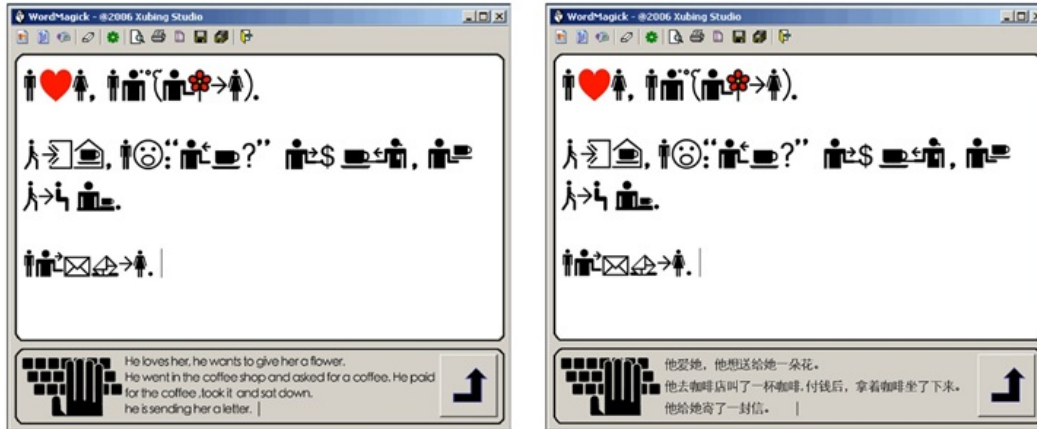 WordMagick - @2006 Xubing Studio
He loves her, he wants to give her a flower.
He went in the coffee shop and asked for a coffee. He paid
for the coffee ,took it and sat down.
he is sending her a letter.
WordMagick - @2006 Xubing Studio
他爱她，他想送给她一朵花。
他去咖啡店叫了一杯咖啡.付钱后，拿着咖啡坐了下来。
他给她寄了一封信。